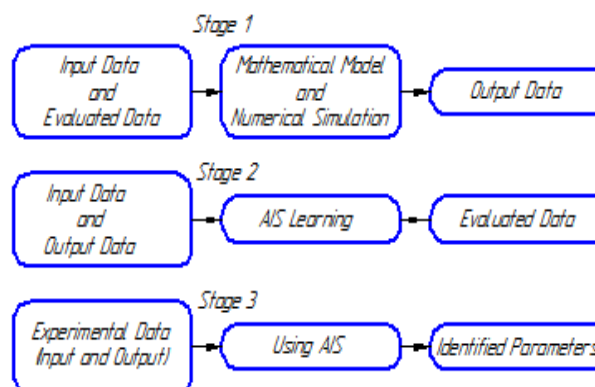 Stage 1
Input Data
and
Evaluated Data
Mathematical Model
and
Numerical Simulation
Output Data
Stage 2
Input Data
and
Output Data
AIS Learning
Evaluated Data
Stage 3
Experimental Data
(Input and Output)
Using AIS
Identified Parameters